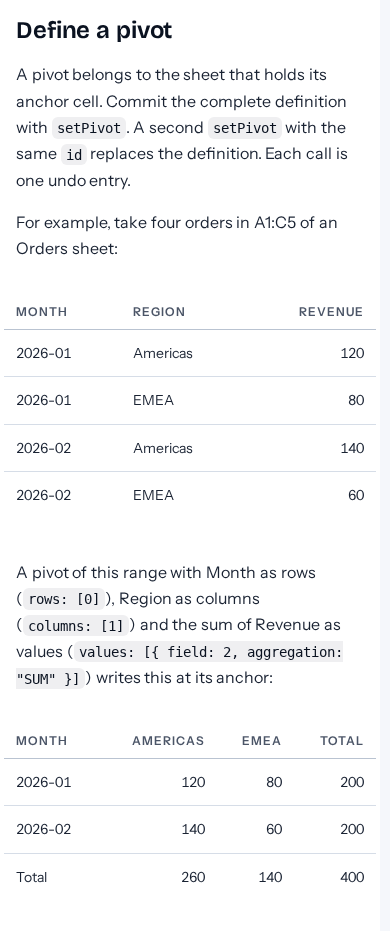 Define a pivot
A pivot belongs to the sheet that holds its
anchor cell. Commit the complete definition
with setPivot. A second setPivot with the
same id replaces the definition. Each call is
one undo entry.
For example, take four orders in A1:C5 of an
Orders sheet:
MONTH REGION REVENUE
2026-01 Americas 120
2026-01 EMEA 80
2026-02 Americas 140
2026-02 EMEA 60
A pivot of this range with Month as rows
(rows: [0]), Region as columns
(columns: [1]) and the sum of Revenue as
values (values: [{ field: 2, aggregation:
"SUM" }]) writes this at its anchor:
MONTH AMERICAS EMEA TOTAL
2026-01 120 80 200
2026-02 140 60 200
Total 260 140 400